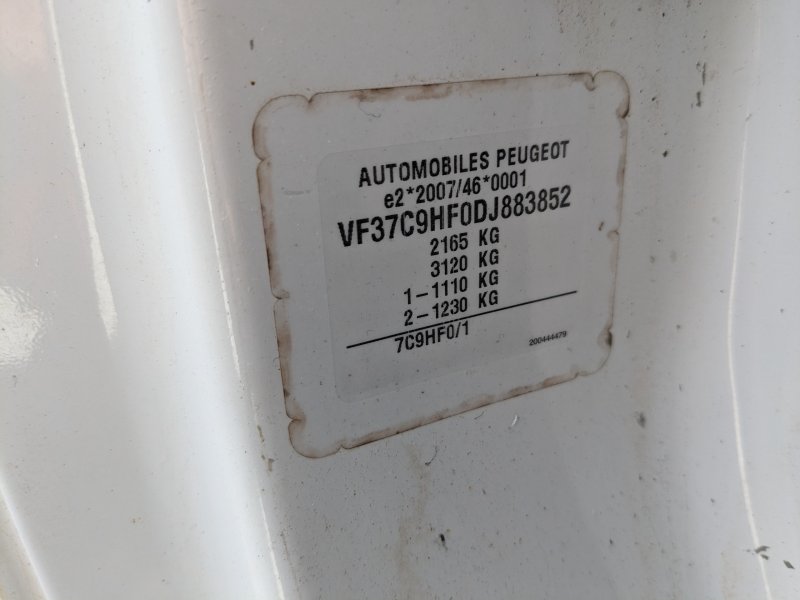 AUTOMOBILES PEUGEOT
e2*2007/46*0001
VF37C9HF0DJ883852
2165 KG
3120 KG
1-1110 KG
2-1230 KG
7C9HF0/1
200444479